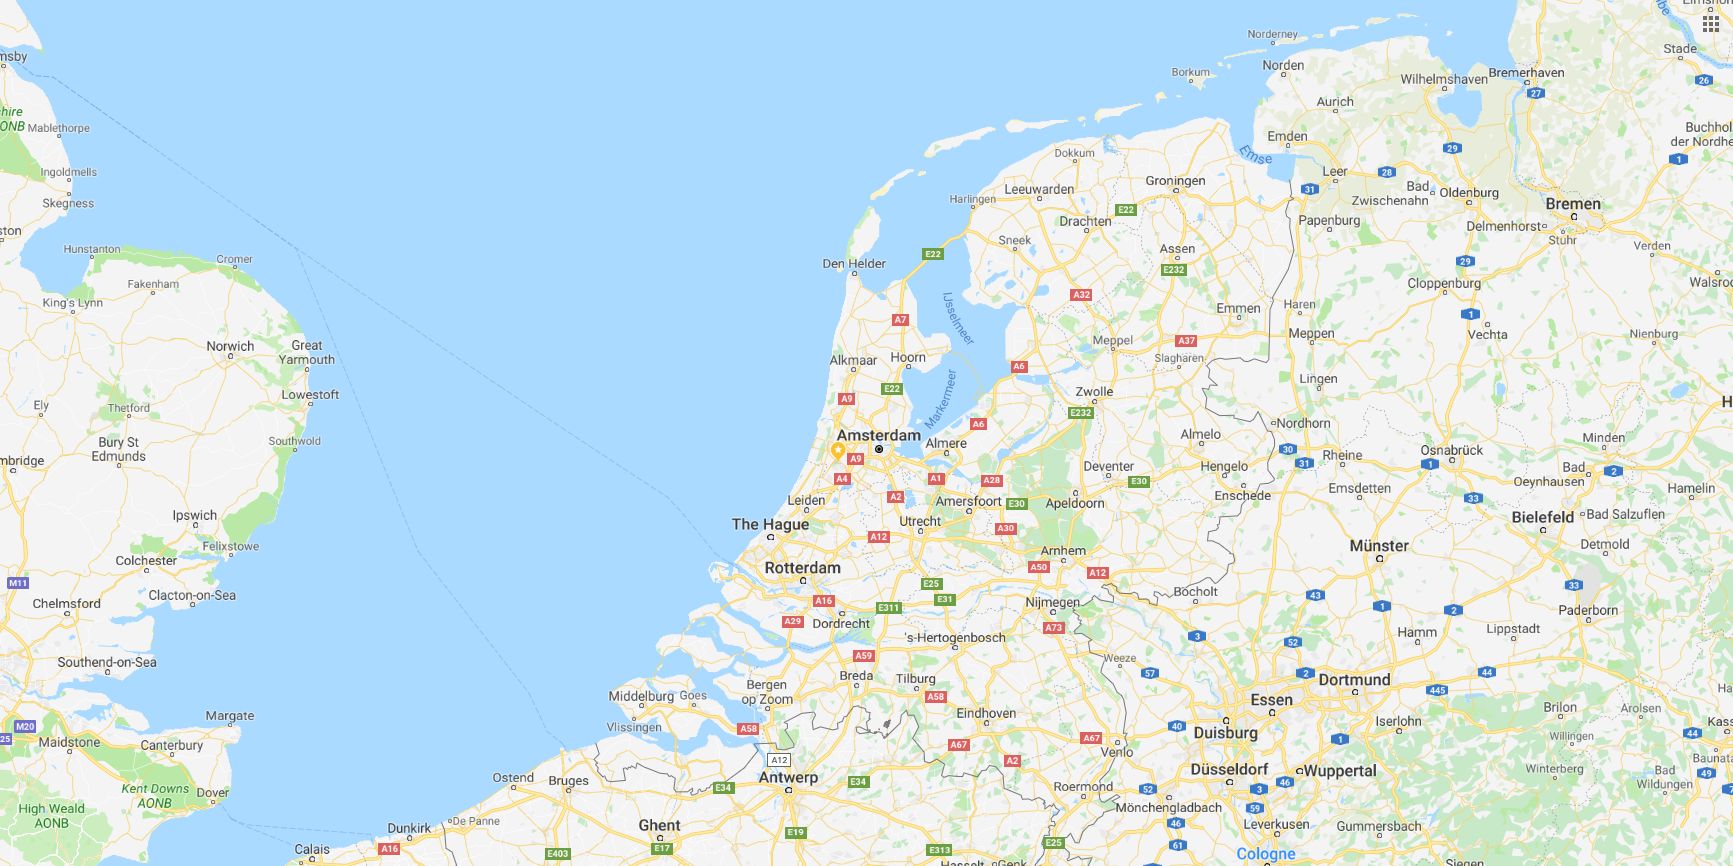 Norderney
Stade
msby
Norden
Borkum
Wilhelmshaven
Bremerhaven
26
27
Aurich
hire
ONB
Mablethorpe
Buchhol
der Nordhe
Emden
29
Emse
Dokkum
1
Leer
28
Ingoldmells
Groningen
Leeuwarden
31
Bad
Zwischenahn
Oldenburg
Harlingen
Skegness
Bremen
E22
Drachten
Papenburg
Delmenhorst
ston
Sneek
Stuhr
Verden
Hunstanton
Assen
E22
Cromer
Den Helder
29
E232
Fakenham
Cloppenburg
Walsro
King's Lynn
A32
IJsselmeer
Haren
Emmen
1
A7
Meppen
Vechta
Nienburg
Norwich
Great
Yarmouth
Meppel
A37
Alkmaar
Hoorn
Slagharen
A6
Lingen
Lowestoft
E22
Markermeer
Zwolle
A9
Ely
Thetford
E232
H
A6
Nordhorn
Amsterdam
Almere
Almelo
Minden
Bury St
Edmunds
Southwold
30
Osnabrück
mbridge
A9
Rheine
31
1
Deventer
Hengelo
Bad
Oeynhausen
2
A4
A1
A28
E30
Emsdetten
Hamelin
Enschede
33
Leiden
A2
Amersfoort
E30
Apeldoorn
Ipswich
The Hague
Utrecht
Bielefeld
Bad Salzuflen
A30
A12
Felixstowe
Münster
Detmold
Arnhem
Colchester
Rotterdam
A50
A12
M11
E25
33
Clacton-on-Sea
Bocholt
43
A16
E31
Chelmsford
Nijmegen
E311
1
2
Paderborn
A29
Dordrecht
A73
Lippstadt
Hamm
's-Hertogenbosch
3
52
A59
Southend-on-Sea
Weeze
57
2
44
Breda
Tilburg
Dortmund
Bergen
op Zoom
445
Middelburg
Goes
A58
Essen
Brilon
Arolsen
Margate
Eindhoven
Iserlohn
Kass
M20
Vlissingen
A58
40
Duisburg
44
25
Maidstone
Canterbury
A67
A67
Venlo
1
Willingen
A12
A2
Baunata
Ostend
Bruges
Antwerp
Düsseldorf
Wuppertal
Winterberg
Bad
Wildungen
49
E34
E34
Roermond
46
Kent Downs
AONB
Dover
52
3
7
High Weald
AONB
Mönchengladbach
59
De Panne
Ghent
46
Leverkusen
Gummersbach
Dunkirk
E19
Calais
A16
E17
E403
E313
E25
61
Cologne
Hasselt
Genk
Siegen